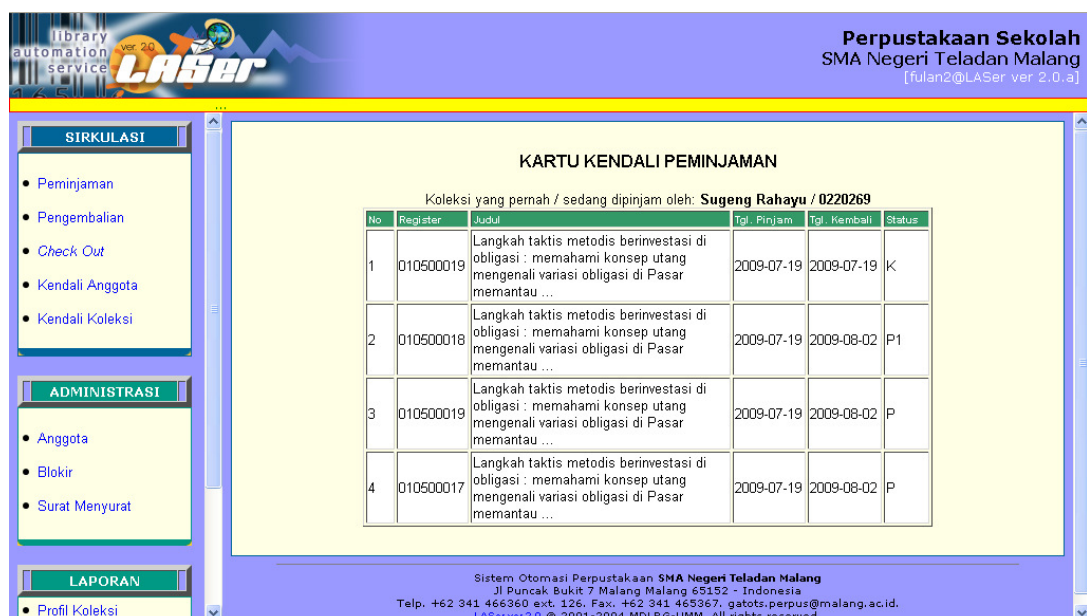 library
automation
service
ver. 2.0
LASer
Perpustakaan Sekolah
SMA Negeri Teladan Malang
[fulan2@LASer ver 2.0.a]
...
SIRKULASI
Peminjaman
Pengembalian
Check Out
Kendali Anggota
Kendali Koleksi
ADMINISTRASI
Anggota
Blokir
Surat Menyurat
LAPORAN
Profil Koleksi
KARTU KENDALI PEMINJAMAN
Koleksi yang pernah / sedang dipinjam oleh: Sugeng Rahayu / 0220269
No Register Judul Tgl. Pinjam Tgl. Kembali Status
Langkah taktis metodis berinvestasi di
obligasi : memahami konsep utang
1 010500019 mengenali variasi obligasi di Pasar 2009-07-19 2009-07-19 K
memantau ...
Langkah taktis metodis berinvestasi di
obligasi : memahami konsep utang
2 010500018 mengenali variasi obligasi di Pasar 2009-07-19 2009-08-02 P1
memantau ...
Langkah taktis metodis berinvestasi di
obligasi : memahami konsep utang
3 010500019 mengenali variasi obligasi di Pasar 2009-07-19 2009-08-02 P
memantau ...
Langkah taktis metodis berinvestasi di
obligasi : memahami konsep utang
4 010500017 mengenali variasi obligasi di Pasar 2009-07-19 2009-08-02 P
memantau ...
Sistem Otomasi Perpustakaan SMA Negeri Teladan Malang
Jl Puncak Bukit 7 Malang Malang 65152 - Indonesia
Telp. +62 341 466360 ext. 126. Fax. +62 341 465367. gatots.perpus@malang.ac.id.
2001-2004 MDLRG-UMM. All rights reserved